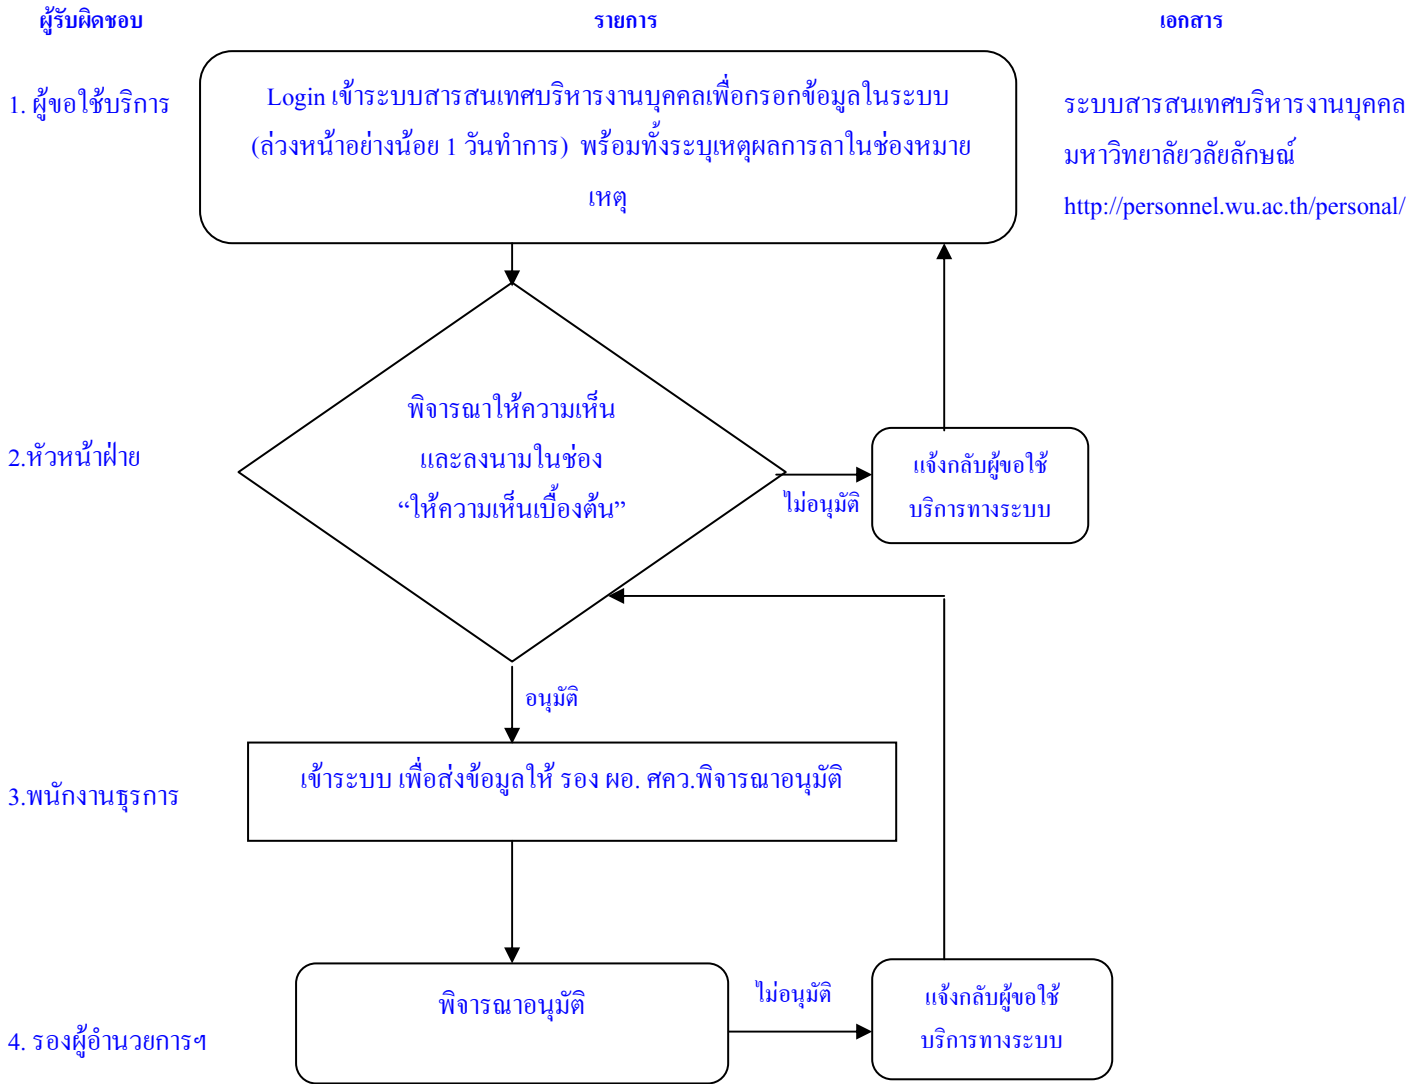 ผู้รับผิดชอบ
รายการ
เอกสาร
1. ผู้ขอใช้บริการ
Login เข้าระบบสารสนเทศบริหารงานบุคคลเพื่อกรอกข้อมูลในระบบ
(ล่วงหน้าอย่างน้อย 1 วันทำการ) พร้อมทั้งระบุเหตุผลการลาในช่องหมาย
เหตุ
ระบบสารสนเทศบริหารงานบุคคล
มหาวิทยาลัยวลัยลักษณ์
http://personnel.wu.ac.th/personal/
2.หัวหน้าฝ่าย
พิจารณาให้ความเห็น
และลงนามในช่อง
“ให้ความเห็นเบื้องต้น”
ไม่อนุมัติ
แจ้งกลับผู้ขอใช้
บริการทางระบบ
อนุมัติ
3.พนักงานธุรการ
เข้าระบบ เพื่อส่งข้อมูลให้ รอง ผอ. ศคว.พิจารณาอนุมัติ
4. รองผู้อำนวยการฯ
พิจารณาอนุมัติ
ไม่อนุมัติ
แจ้งกลับผู้ขอใช้
บริการทางระบบ